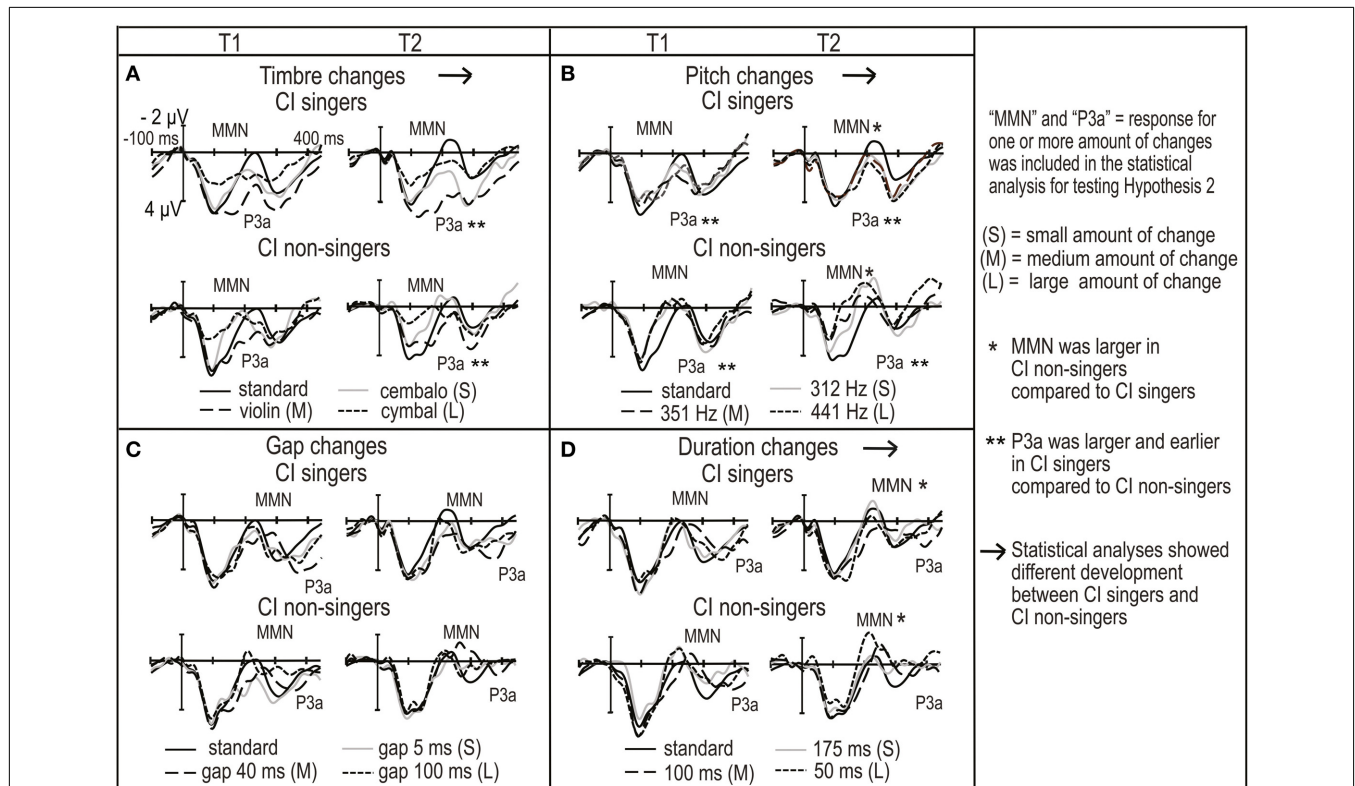 T1 T2 T1 T2
A Timbre changes →
CI singers
- 2 µV
-100 ms MMN 400 ms MMN
4 µV
P3a P3a **
CI non-singers
MMN MMN
P3a P3a **
standard cembalo (S)
violin (M) cymbal (L)
B Pitch changes →
CI singers
MMN MMN *
P3a ** P3a **
CI non-singers
MMN MMN *
P3a ** P3a **
standard 312 Hz (S)
351 Hz (M) 441 Hz (L)
C Gap changes
CI singers
MMN MMN
P3a P3a
CI non-singers
MMN MMN
P3a P3a
standard gap 5 ms (S)
gap 40 ms (M) gap 100 ms (L)
D Duration changes →
CI singers
MMN MMN *
P3a P3a
CI non-singers
MMN MMN *
P3a P3a
standard 175 ms (S)
100 ms (M) 50 ms (L)
“MMN” and “P3a” = response for
one or more amount of changes
was included in the statistical
analysis for testing Hypothesis 2
(S) = small amount of change
(M) = medium amount of change
(L) = large amount of change
* MMN was larger in
CI non-singers
compared to CI singers
** P3a was larger and earlier
in CI singers
compared to CI non-singers
→ Statistical analyses showed
different development
between CI singers and
CI non-singers